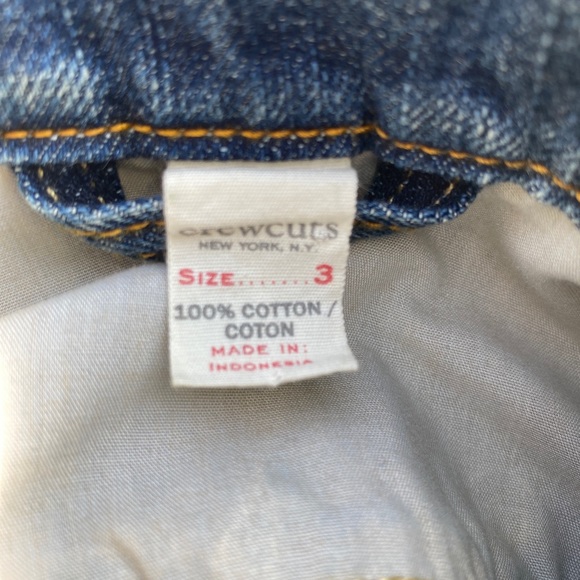 crewcuts
NEW YORK, N.Y.
SIZE.......3
100% COTTON /
COTON
MADE IN:
INDONESIA